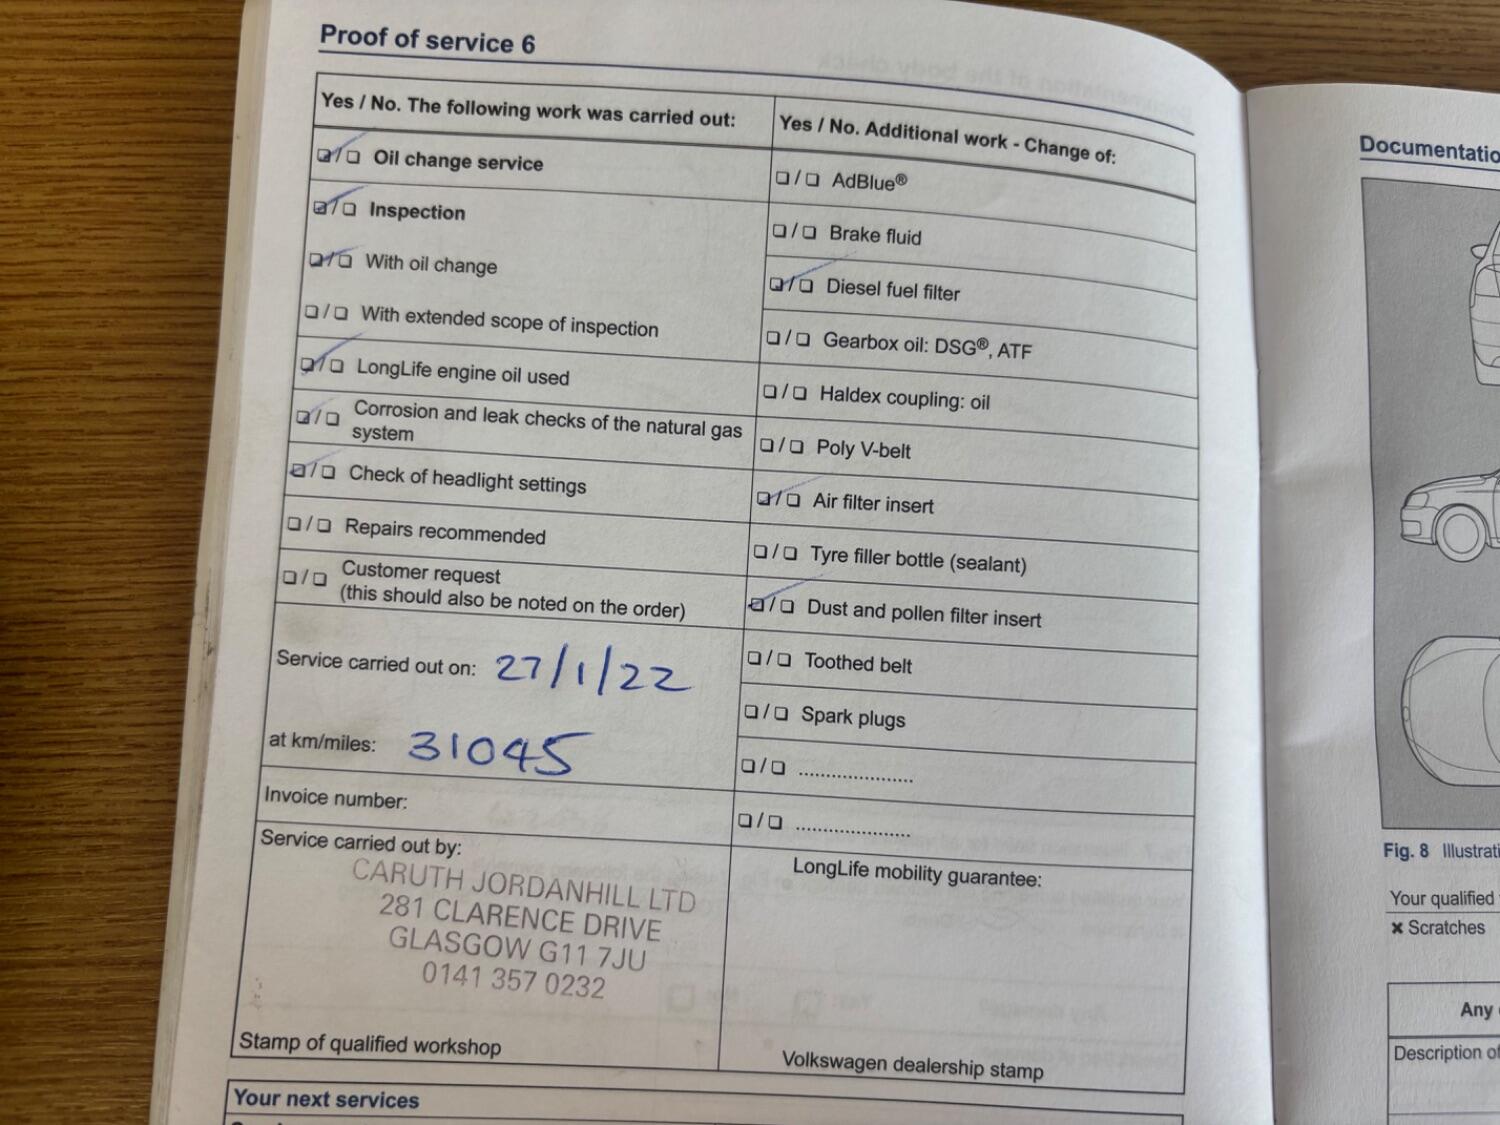 Proof of service 6
Yes / No. The following work was carried out:
❏ / ❏ Oil change service
❏ / ❏ Inspection
❏ / ❏ With oil change
❏ / ❏ With extended scope of inspection
❏ / ❏ LongLife engine oil used
❏ / ❏ Corrosion and leak checks of the natural gas
system
❏ / ❏ Check of headlight settings
❏ / ❏ Repairs recommended
❏ / ❏ Customer request
(this should also be noted on the order)
Service carried out on: 27/1/22
at km/miles: 31045
Invoice number:
Service carried out by:
CARUTH JORDANHILL LTD
281 CLARENCE DRIVE
GLASGOW G11 7JU
0141 357 0232
Stamp of qualified workshop
Yes / No. Additional work - Change of:
❏ / ❏ AdBlue®
❏ / ❏ Brake fluid
❏ / ❏ Diesel fuel filter
❏ / ❏ Gearbox oil: DSG®, ATF
❏ / ❏ Haldex coupling: oil
❏ / ❏ Poly V-belt
❏ / ❏ Air filter insert
❏ / ❏ Tyre filler bottle (sealant)
❏ / ❏ Dust and pollen filter insert
❏ / ❏ Toothed belt
❏ / ❏ Spark plugs
❏ / ❏ .....................
❏ / ❏ .....................
LongLife mobility guarantee:
Volkswagen dealership stamp
Your next services
Documentatio
Fig. 8 Illustrati
Your qualified
✖ Scratches
Any
Description of